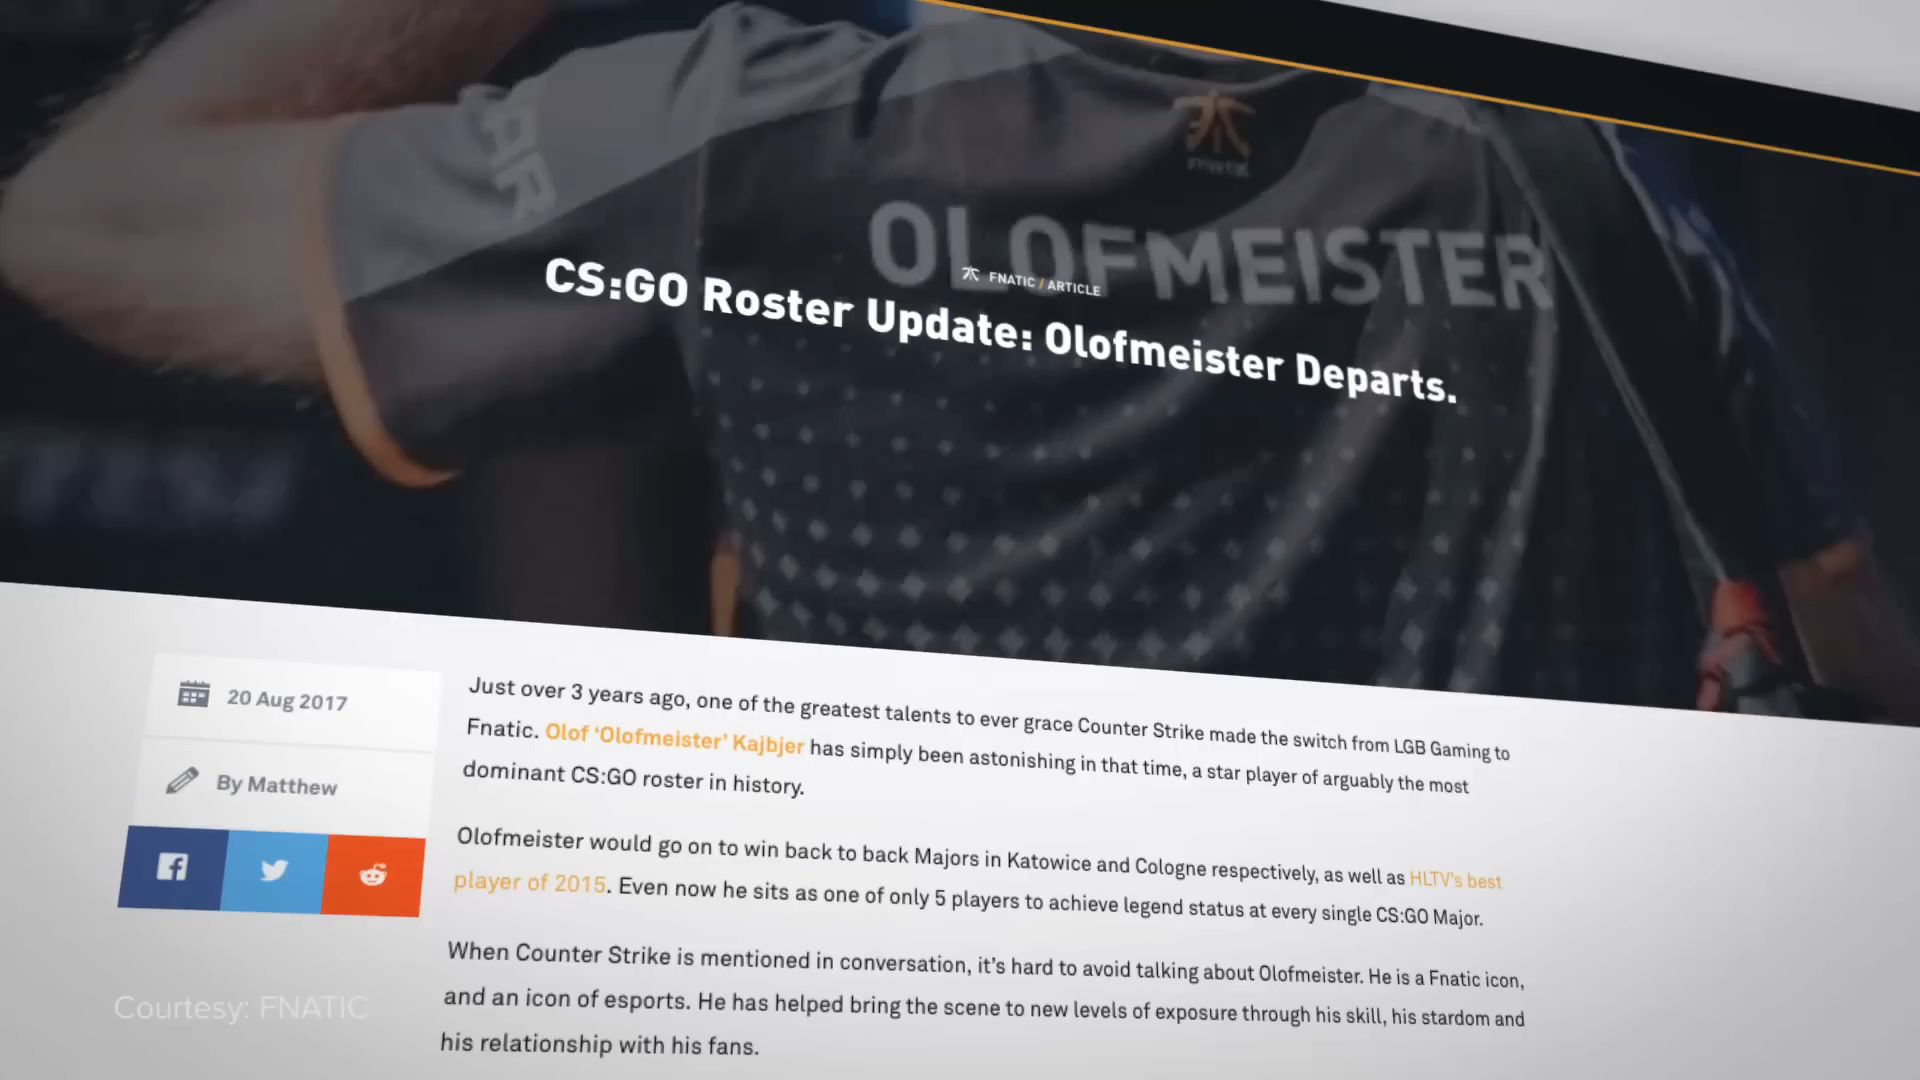 FNATIC
OLOFMEISTER
FNATIC / ARTICLE
CS:GO Roster Update: Olofmeister Departs.
20 Aug 2017
By Matthew
Just over 3 years ago, one of the greatest talents to ever grace Counter Strike made the switch from LGB Gaming to
Fnatic. Olof ‘Olofmeister’ Kajbjer has simply been astonishing in that time, a star player of arguably the most
dominant CS:GO roster in history.
Olofmeister would go on to win back to back Majors in Katowice and Cologne respectively, as well as HLTV's best
player of 2015. Even now he sits as one of only 5 players to achieve legend status at every single CS:GO Major.
When Counter Strike is mentioned in conversation, it's hard to avoid talking about Olofmeister. He is a Fnatic icon,
and an icon of esports. He has helped bring the scene to new levels of exposure through his skill, his stardom and
his relationship with his fans.
Courtesy: FNATIC